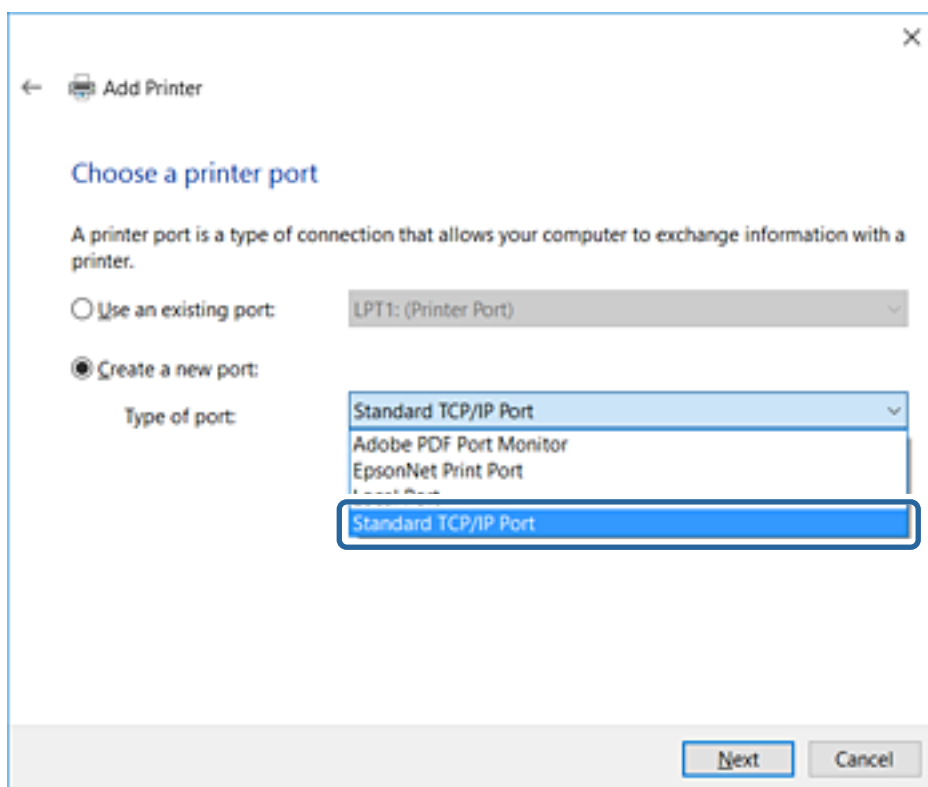 Add Printer
Choose a printer port
A printer port is a type of connection that allows your computer to exchange information with a
printer.
Use an existing port:
LPT1: (Printer Port)
Create a new port:
Type of port:
Standard TCP/IP Port
Adobe PDF Port Monitor
EpsonNet Print Port
Local Port
Standard TCP/IP Port
Next
Cancel